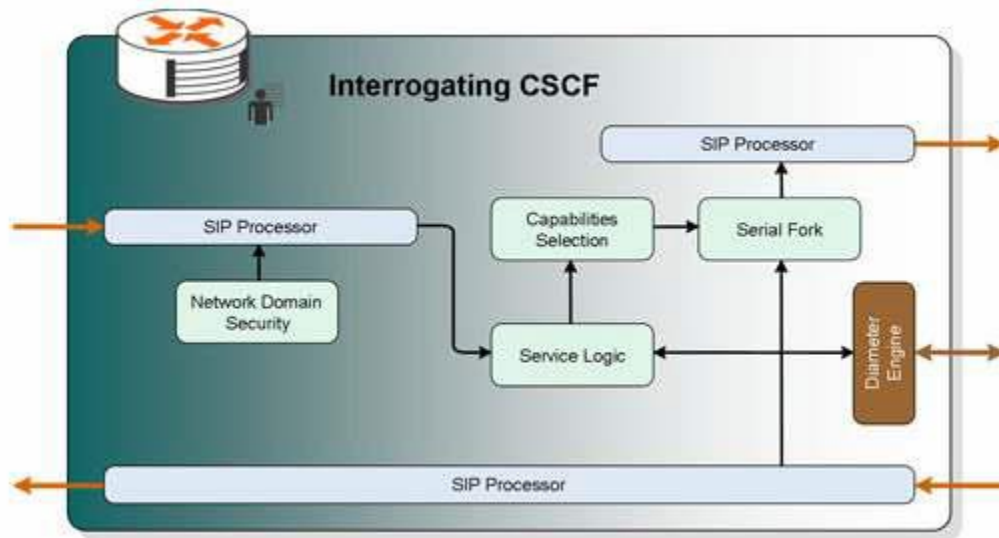 Interrogating CSCF
SIP Processor
SIP Processor
Capabilities
Selection
Serial Fork
Network Domain
Security
Service Logic
Diameter
Engine
SIP Processor